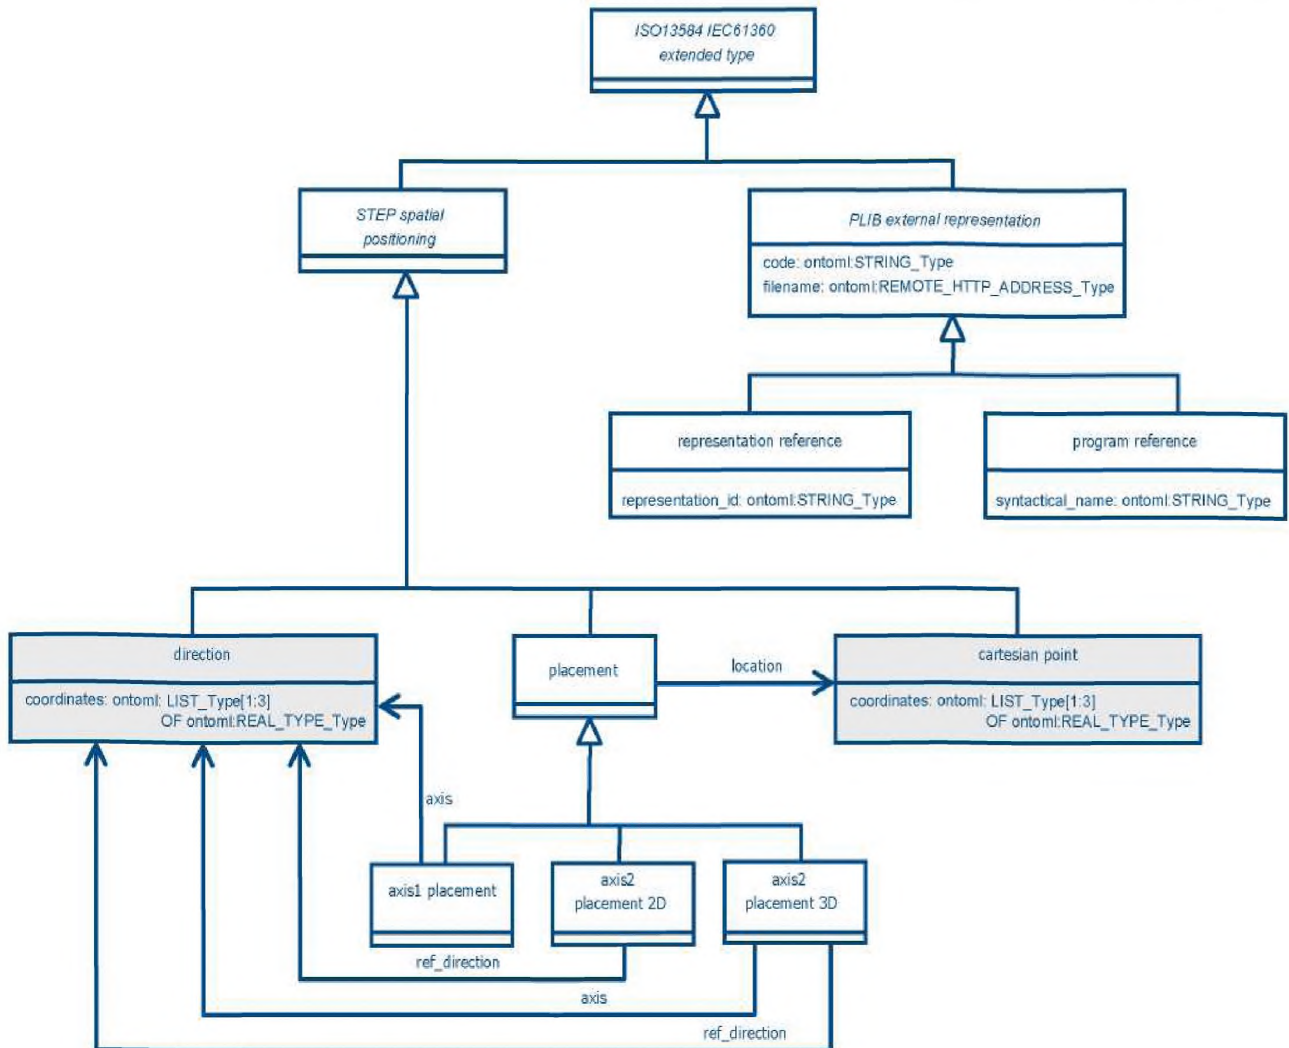 ISO13584 IEC61360
extended type
STEP spatial
positioning
PLIB external representation
code: ontoml:STRING_Type
filename: ontoml:REMOTE_HTTP_ADDRESS_Type
representation reference
representation_id: ontoml:STRING_Type
program reference
syntactical_name: ontoml:STRING_Type
direction
coordinates: ontoml: LIST_Type[1:3]
OF ontoml:REAL_TYPE_Type
placement
location
cartesian point
coordinates: ontoml: LIST_Type[1:3]
OF ontoml:REAL_TYPE_Type
axis
axis1 placement
axis2
placement 2D
axis2
placement 3D
ref_direction
axis
ref_direction